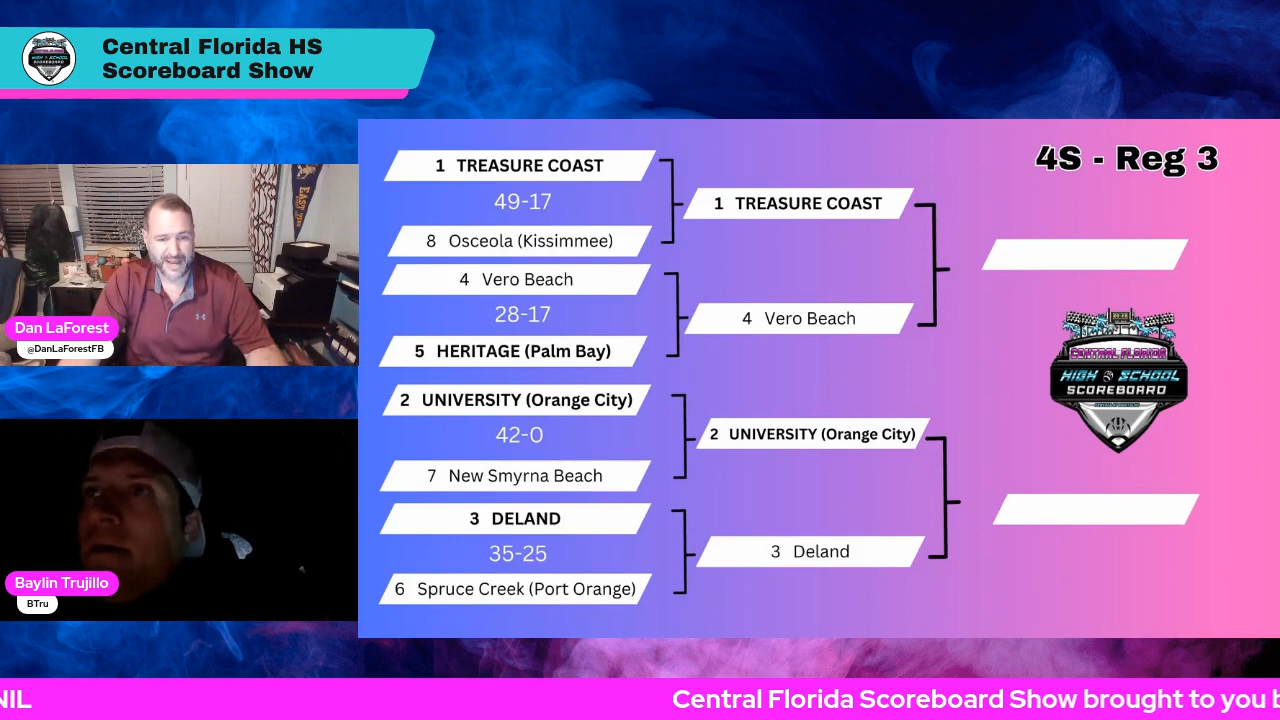 Central Florida HS
Scoreboard Show
4S - Reg 3
1 TREASURE COAST
49-17
8 Osceola (Kissimmee)
4 Vero Beach
28-17
5 HERITAGE (Palm Bay)
2 UNIVERSITY (Orange City)
42-0
7 New Smyrna Beach
3 DELAND
35-25
6 Spruce Creek (Port Orange)
1 TREASURE COAST
4 Vero Beach
2 UNIVERSITY (Orange City)
3 Deland
CENTRAL FLORIDA
HIGH SCHOOL
SCOREBOARD
EAST
Dan LaForest
@DanLaForestFB
Baylin Trujillo
BTru
NIL
Central Florida Scoreboard Show brought to you b